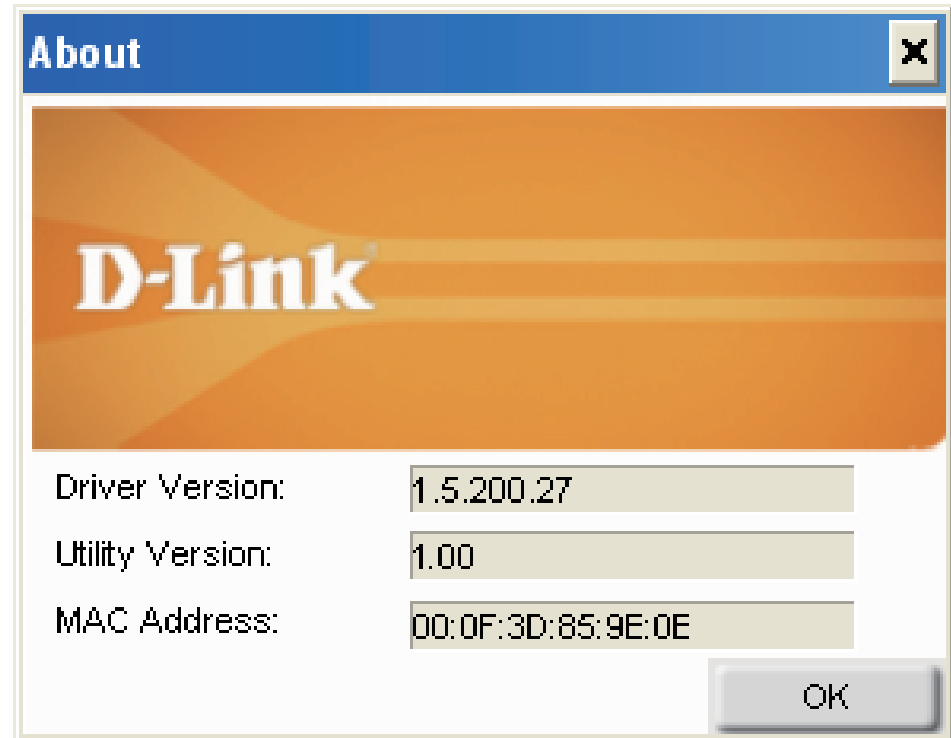 About
D-Link
Driver Version: 1.5.200.27
Utility Version: 1.00
MAC Address: 00:0F:3D:85:9E:0E
OK